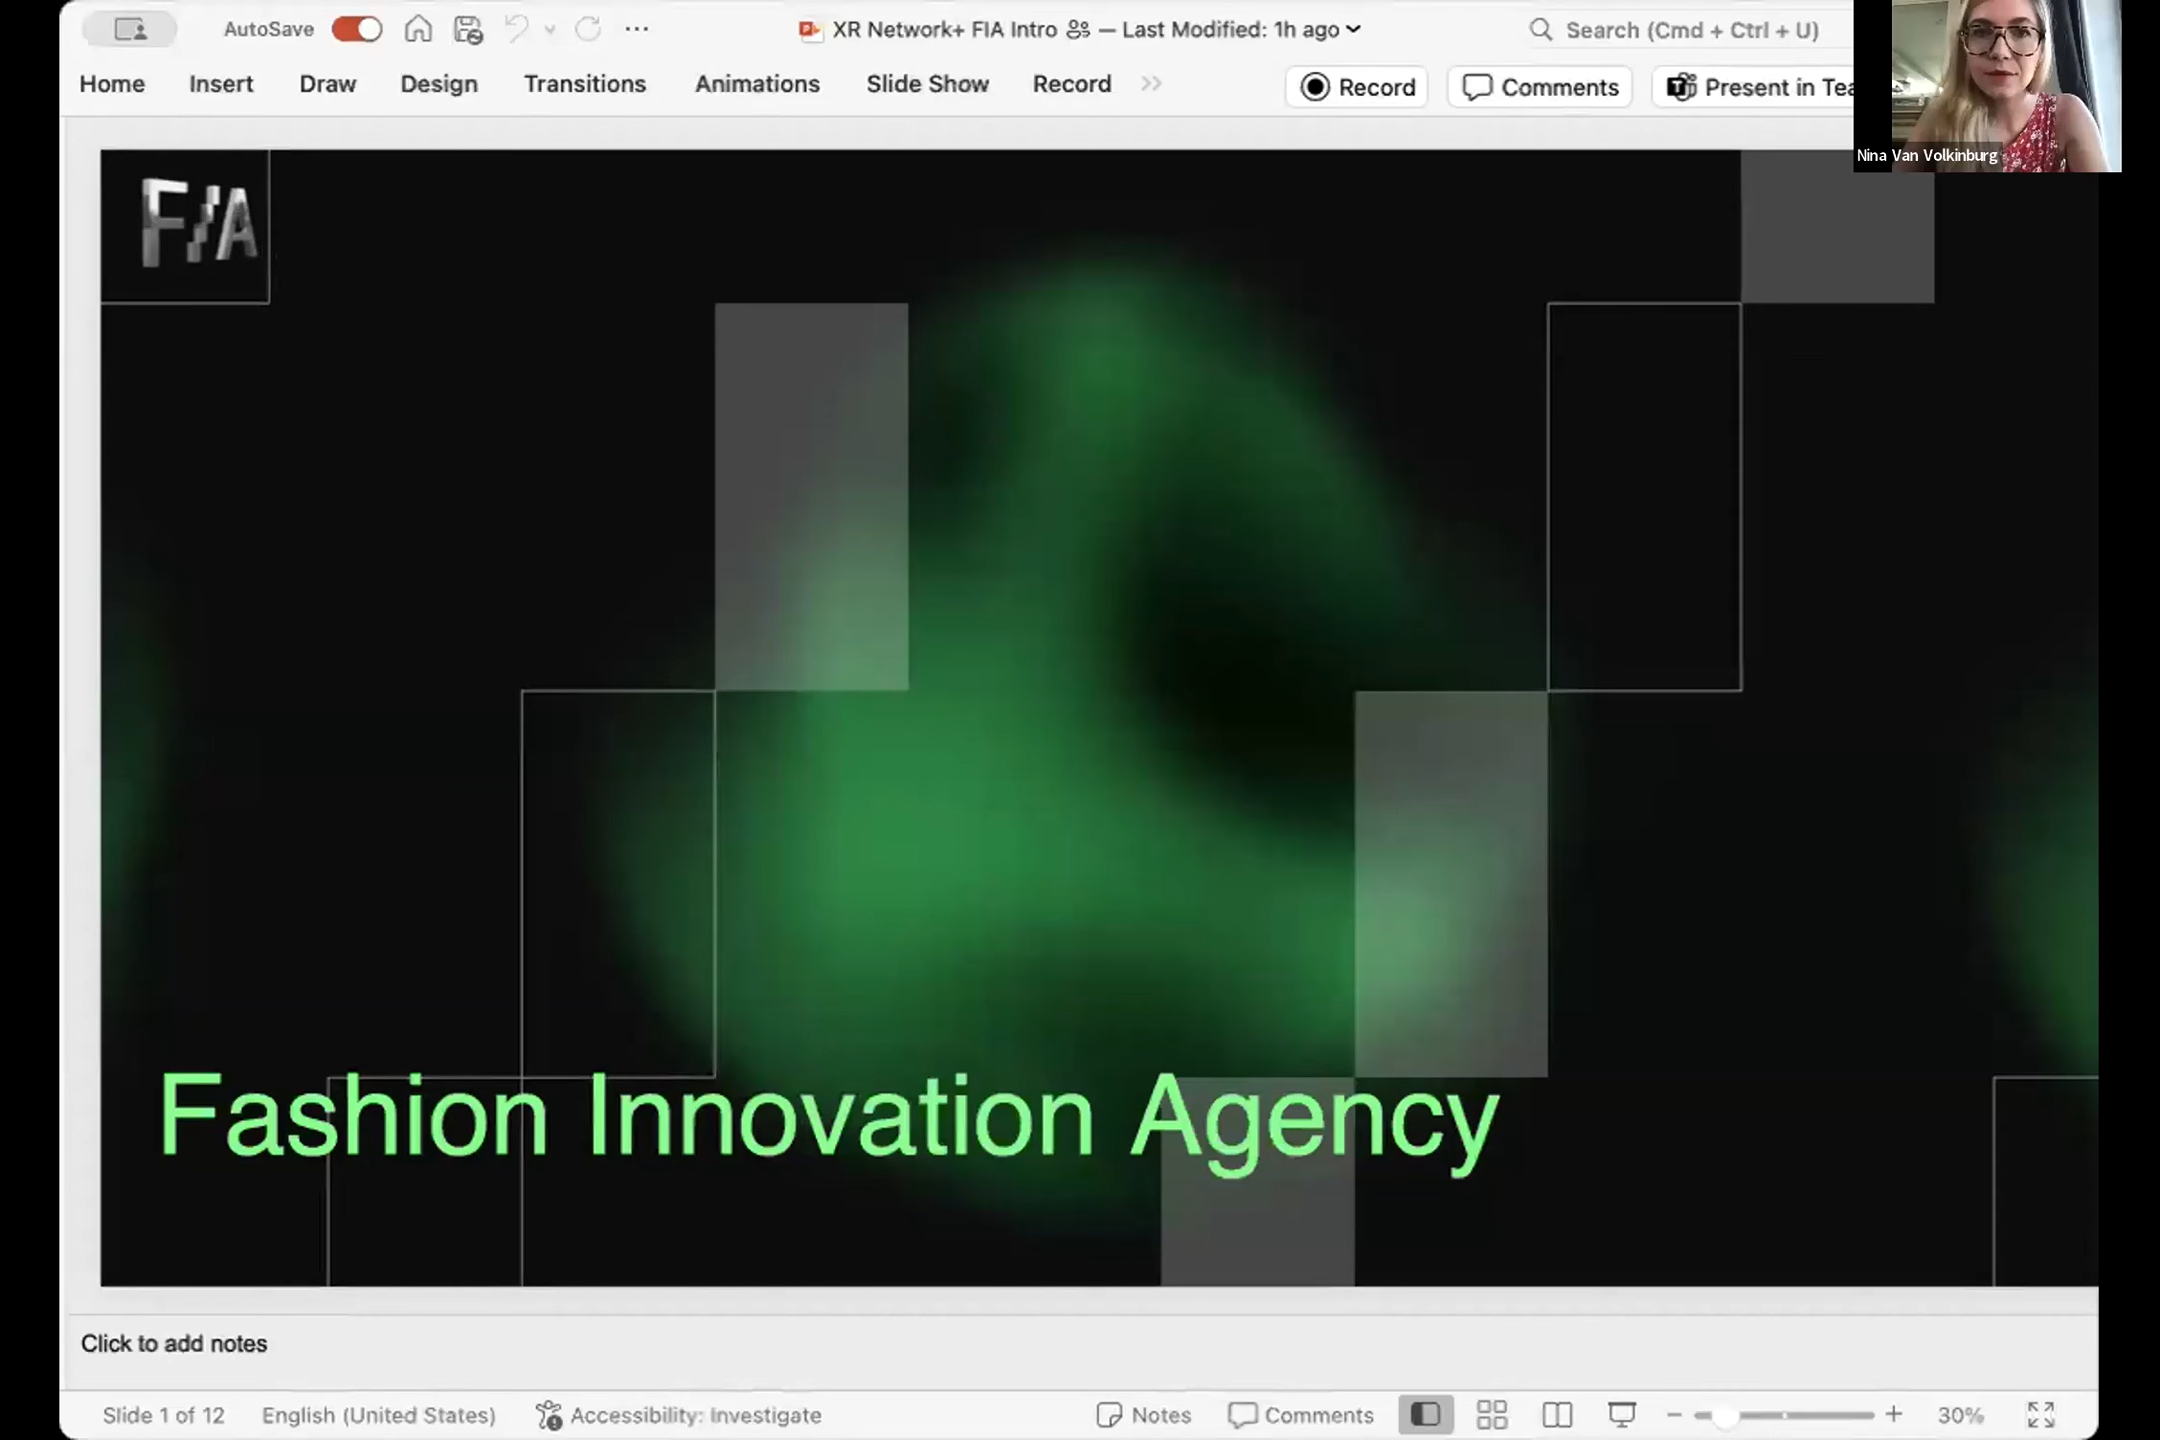 AutoSave
XR Network+ FIA Intro — Last Modified: 1h ago
Search (Cmd + Ctrl + U)
Home Insert Draw Design Transitions Animations Slide Show Record
Record
Comments
Present in Tea
Nina Van Volkinburg
F/A
Fashion Innovation Agency
Click to add notes
Slide 1 of 12 English (United States) Accessibility: Investigate Notes Comments 30%